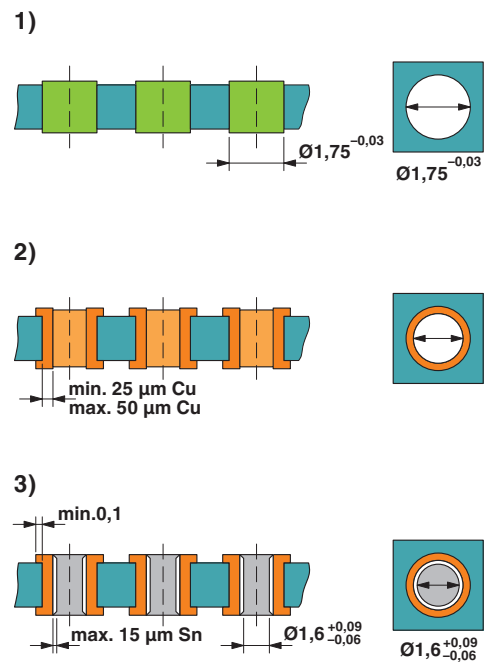 1)
Ø1,75 −0,03
Ø1,75 −0,03
2)
min. 25 µm Cu
max. 50 µm Cu
3)
min.0,1
max. 15 µm Sn
Ø1,6 +0,09 −0,06
Ø1,6 +0,09 −0,06